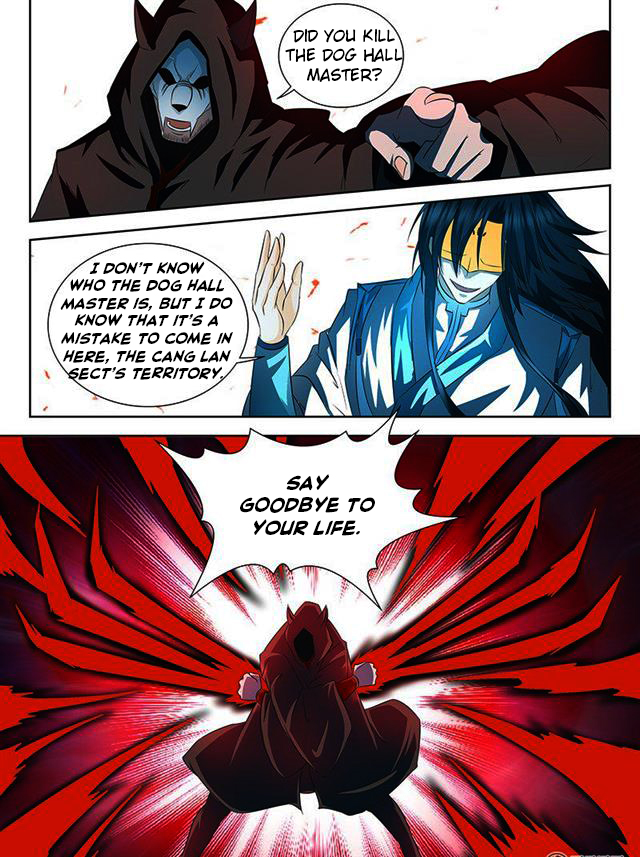 DID YOU KILL
THE DOG HALL
MASTER?
I DON'T KNOW
WHO THE DOG HALL
MASTER IS, BUT I DO
KNOW THAT IT'S A
MISTAKE TO COME IN
HERE, THE CANG LAN
SECT'S TERRITORY.
SAY
GOODBYE TO
YOUR LIFE.